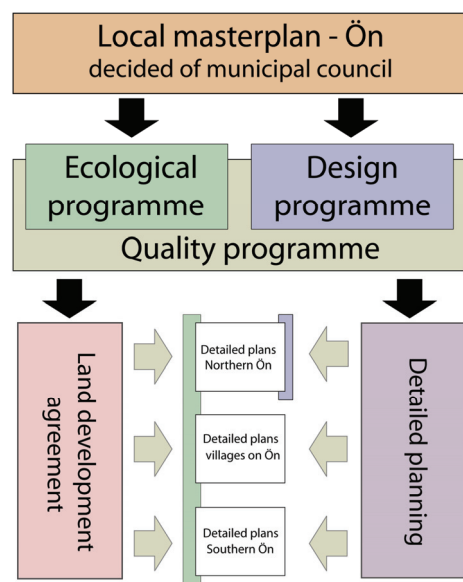 Local masterplan - Ön
decided of municipal council
Ecological
programme
Design
programme
Quality programme
Land development
agreement
Detailed plans
Northern Ön
Detailed plans
villages on Ön
Detailed plans
Southern Ön
Detailed planning